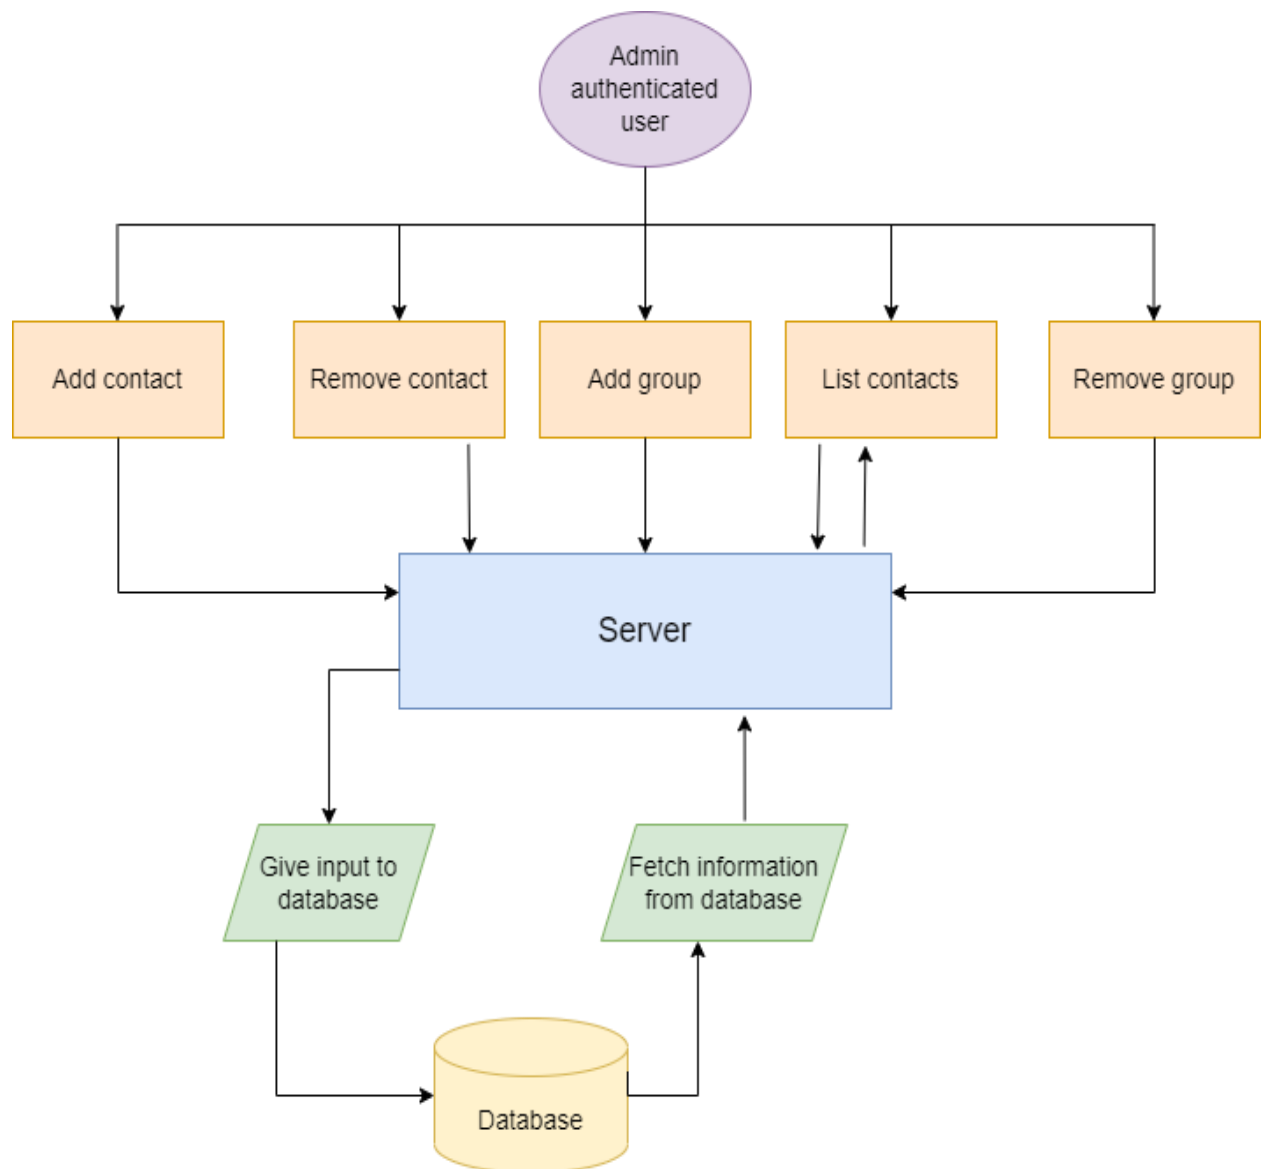 Admin
authenticated
user
Add contact
Remove contact
Add group
List contacts
Remove group
Server
Give input to
database
Fetch information
from database
Database